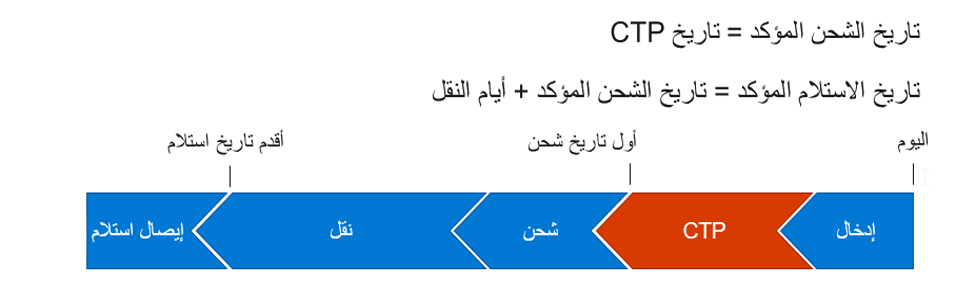 تاريخ الشحن المؤكد = تاريخ CTP
تاريخ الاستلام المؤكد = تاريخ الشحن المؤكد + أيام النقل
اليوم
أول تاريخ شحن
أقدم تاريخ استلام
إدخال
CTP
شحن
نقل
إيصال استلام